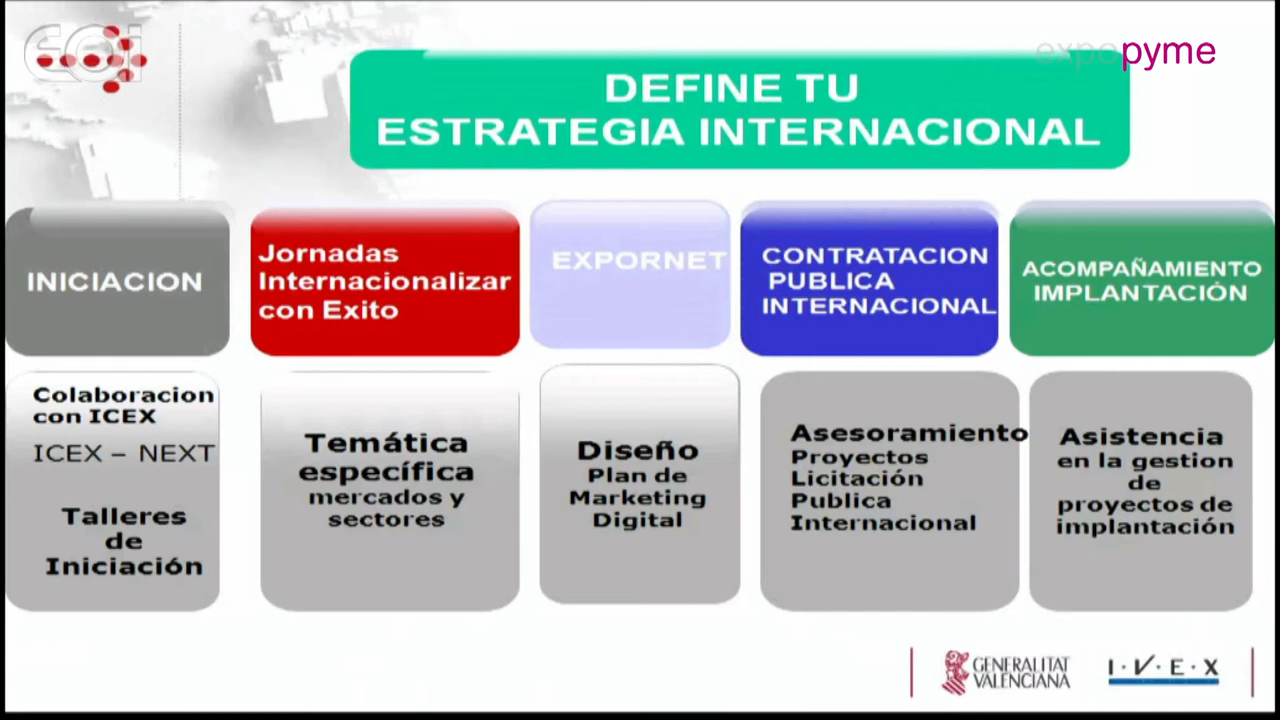 eoi
expopyme
DEFINE TU
ESTRATEGIA INTERNACIONAL
INICIACION
Jornadas
Internacionalizar
con Exito
EXPORNET
CONTRATACION
PUBLICA
INTERNACIONAL
ACOMPAÑAMIENTO
IMPLANTACIÓN
Colaboracion
con ICEX
ICEX – NEXT
Talleres
de
Iniciación
Temática
específica
mercados y
sectores
Diseño
Plan de
Marketing
Digital
Asesoramiento
Proyectos
Licitación
Publica
Internacional
Asistencia
en la gestion
de
proyectos de
implantación
GENERALITAT
VALENCIANA
I·V·E·X